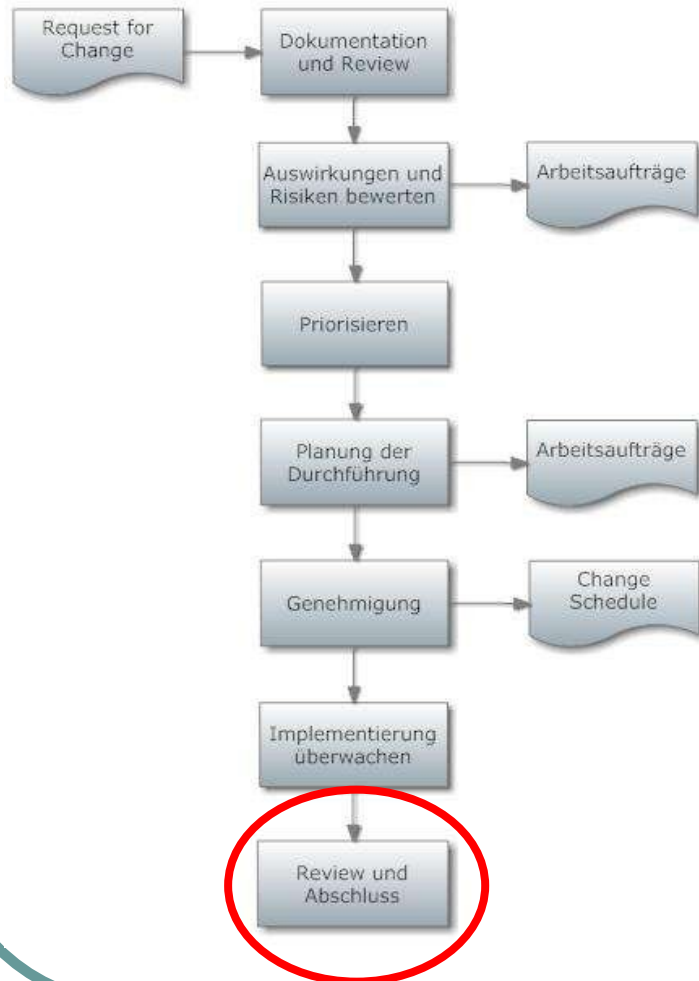 Request for
Change
Dokumentation
und Review
Auswirkungen und
Risiken bewerten
Arbeitsaufträge
Priorisieren
Planung der
Durchführung
Arbeitsaufträge
Genehmigung
Change
Schedule
Implementierung
überwachen
Review und
Abschluss